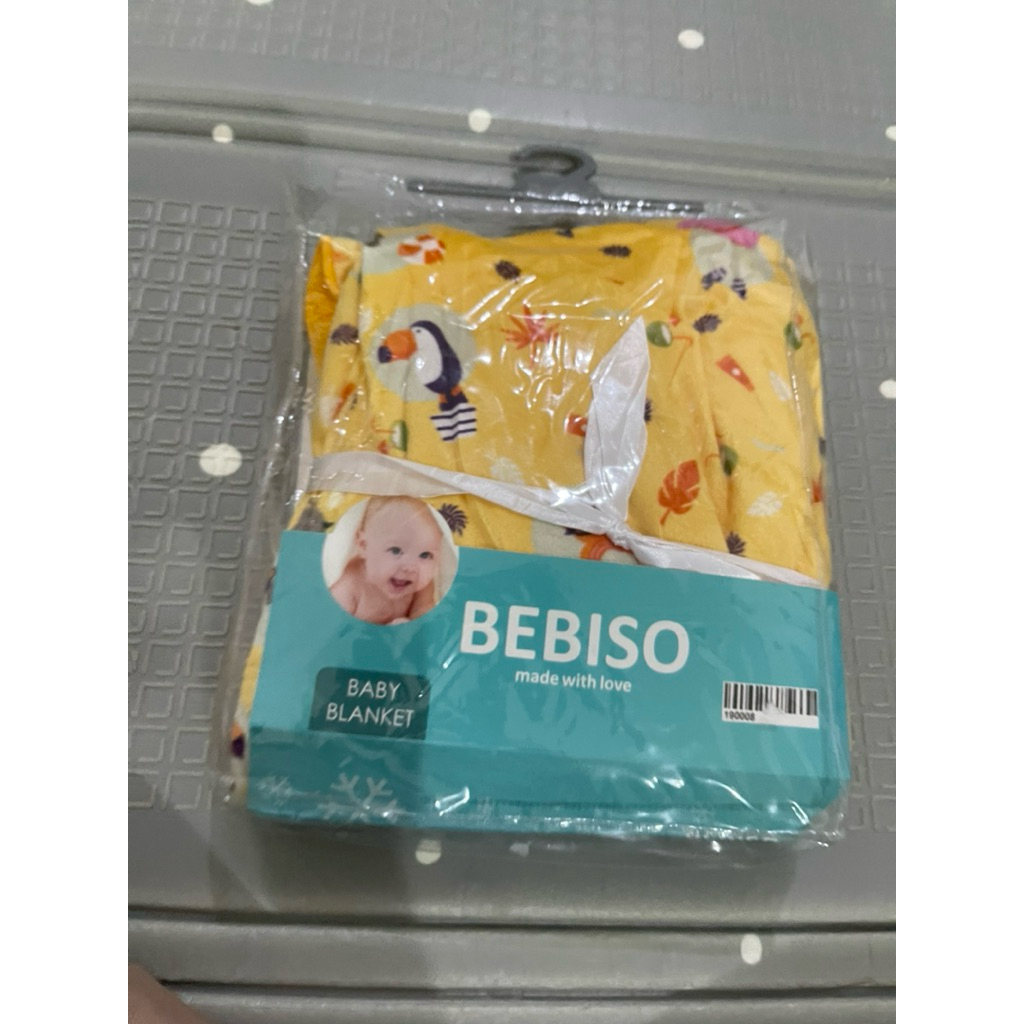 BEBISO
made with love
BABY
BLANKET
190008